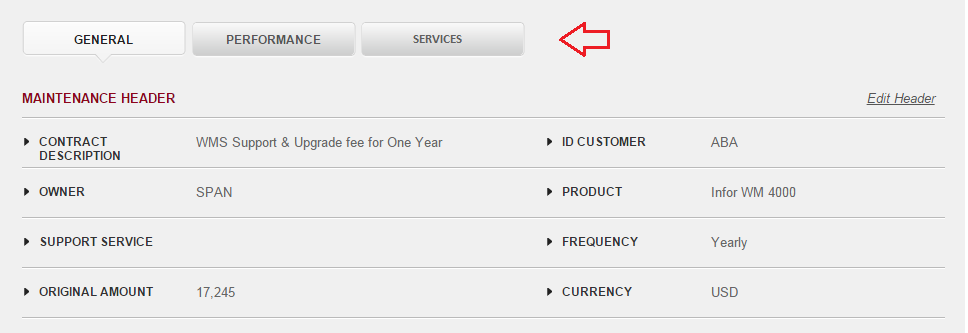 GENERAL PERFORMANCE SERVICES
MAINTENANCE HEADER Edit Header
CONTRACT DESCRIPTION WMS Support & Upgrade fee for One Year ID CUSTOMER ABA
OWNER SPAN PRODUCT Infor WM 4000
SUPPORT SERVICE FREQUENCY Yearly
ORIGINAL AMOUNT 17,245 CURRENCY USD